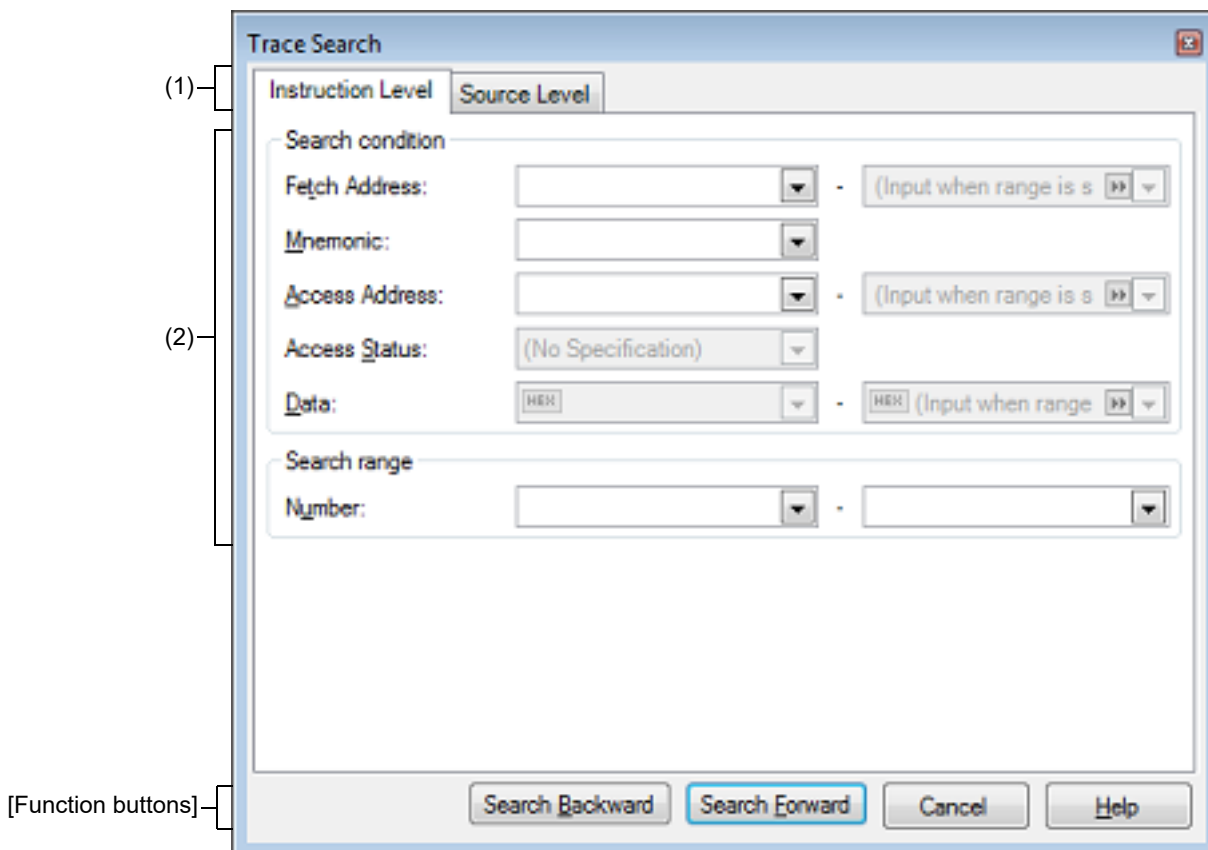 Trace Search
(1)
Instruction Level Source Level
Search condition
Fetch Address: - (Input when range is s
Mnemonic:
Access Address: - (Input when range is s
(2)
Access Status: (No Specification)
Data: HEX - HEX (Input when range
Search range
Number: -
[Function buttons]
Search Backward Search Forward Cancel Help